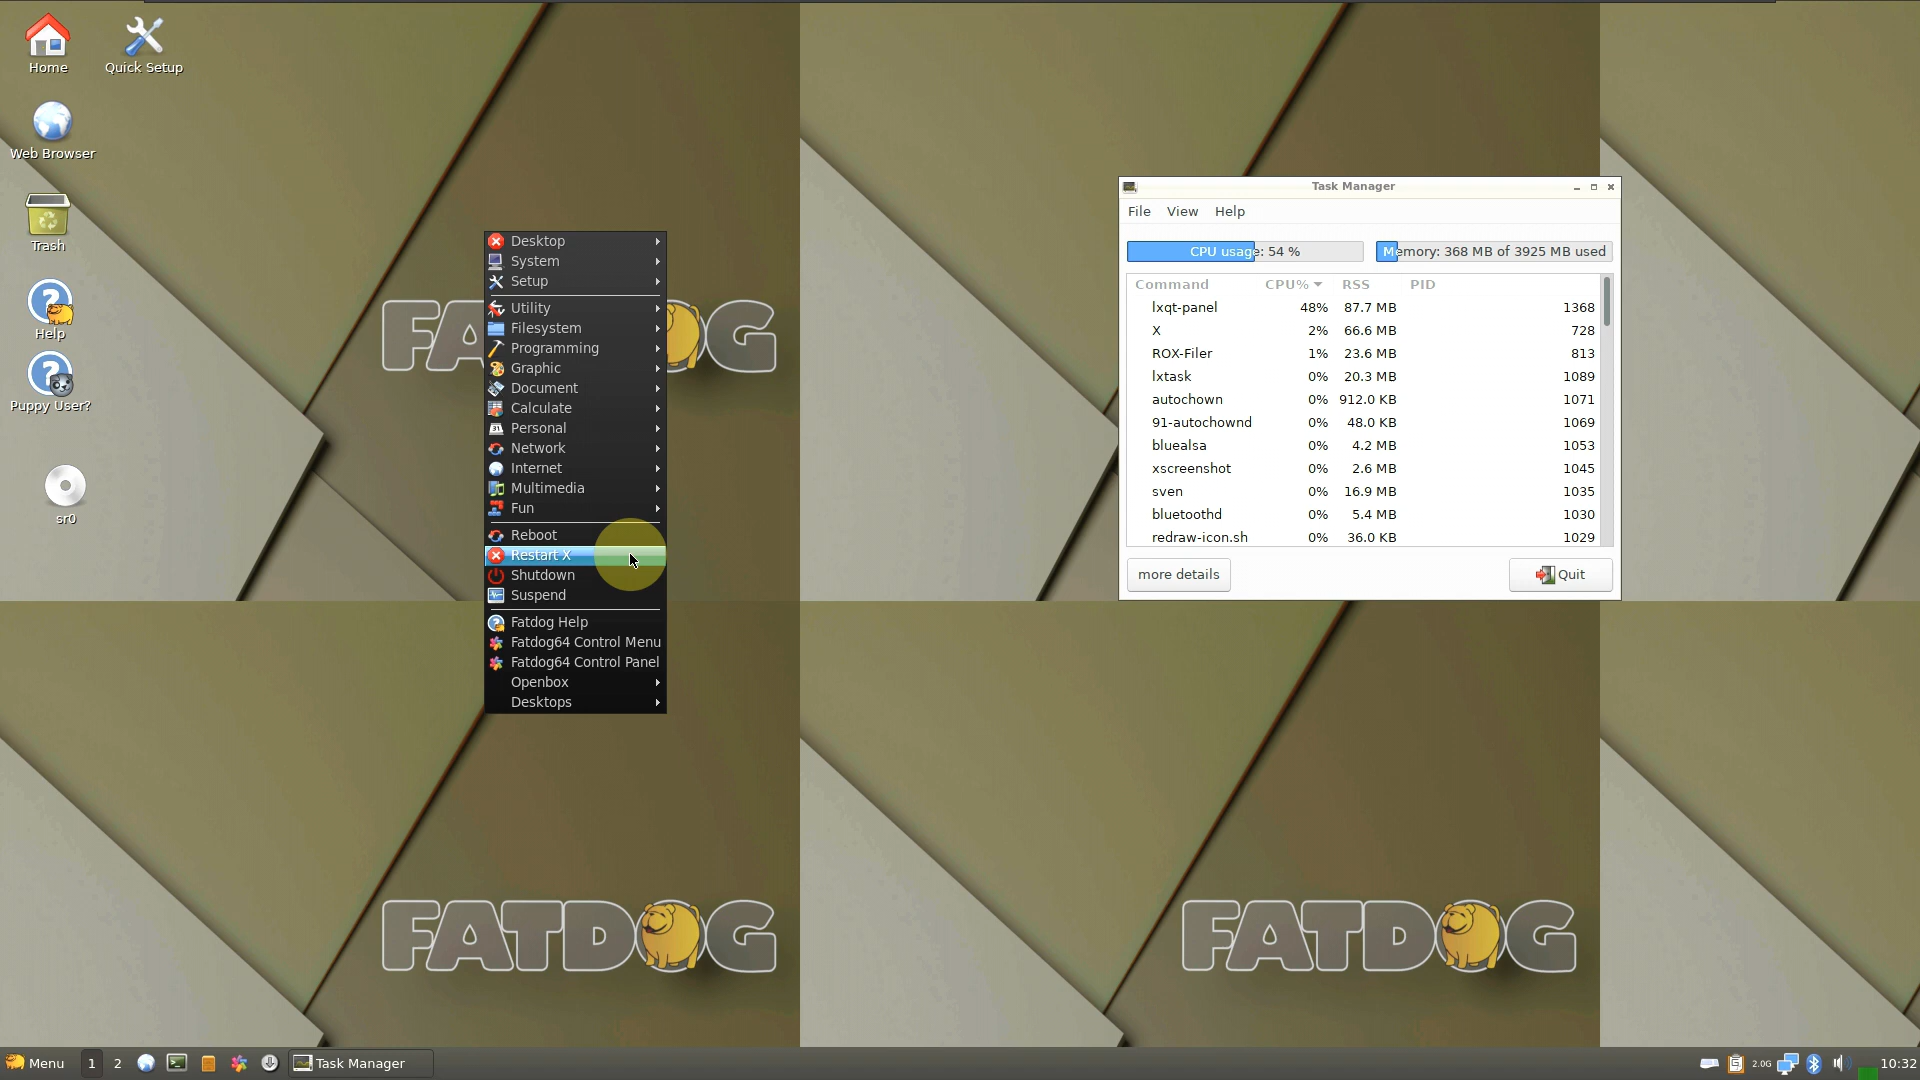 Home
Quick Setup
Web Browser
Trash
Help
Puppy User?
sr0
Desktop
System
Setup
Utility
Filesystem
Programming
Graphic
Document
Calculate
Personal
Network
Internet
Multimedia
Fun
Reboot
Restart X
Shutdown
Suspend
Fatdog Help
Fatdog64 Control Menu
Fatdog64 Control Panel
Openbox
Desktops
Task Manager
File View Help
CPU usage: 54 % Memory: 368 MB of 3925 MB used
Command CPU% RSS PID
lxqt-panel 48% 87.7 MB 1368
X 2% 66.6 MB 728
ROX-Filer 1% 23.6 MB 813
lxtask 0% 20.3 MB 1089
autochown 0% 912.0 KB 1071
91-autochownd 0% 48.0 KB 1069
bluealsa 0% 4.2 MB 1053
xscreenshot 0% 2.6 MB 1045
sven 0% 16.9 MB 1035
bluetoothd 0% 5.4 MB 1030
redraw-icon.sh 0% 36.0 KB 1029
more details Quit
FATDOG FATDOG
Menu 1 2 Task Manager 2.0G 10:32